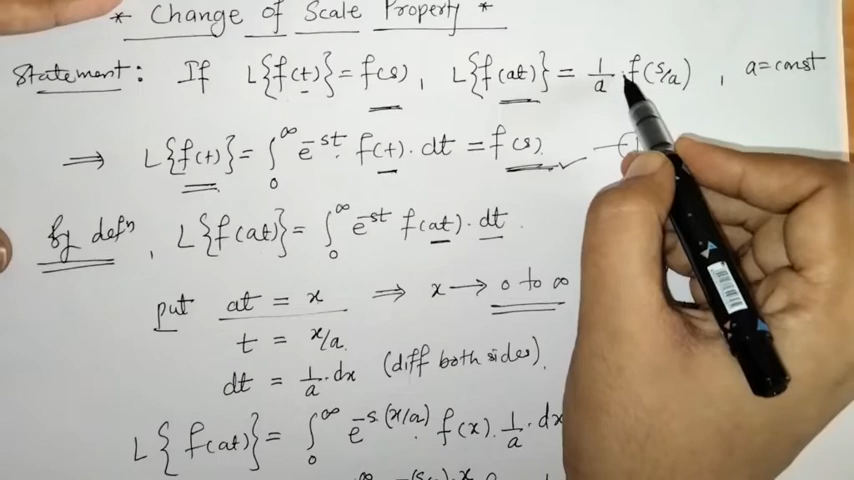 * Change of Scale Property *
Statement: If L{f(t)} = f(s), L{f(at)} = 1/a . f(s/a), a=const
⟹ L{f(t)} = ∫₀^∞ e^-st . f(t). dt = f(s). ✓
By defⁿ, L{f(at)} = ∫₀^∞ e^-st f(at). dt.
put at = x ⟹ x → 0 to ∞
t = x/a.
dt = 1/a . dx (diff both sides).
L{f(at)} = ∫₀^∞ e^-s(x/a) . f(x). 1/a . dx